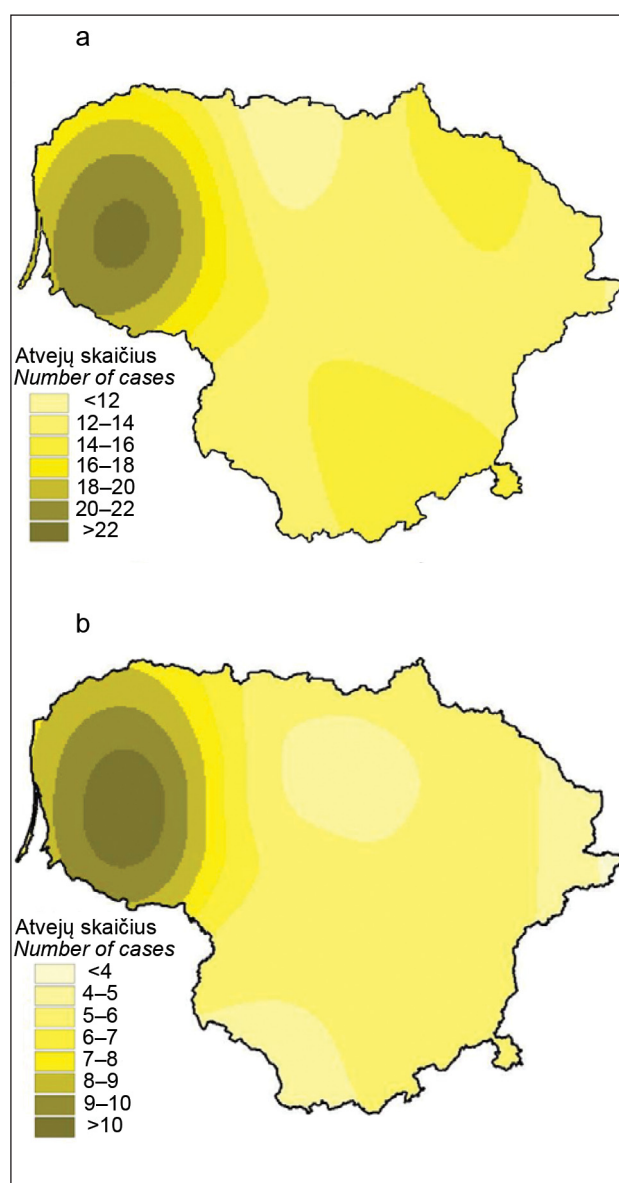 a
Atvejų skaičius
Number of cases
<12
12–14
14–16
16–18
18–20
20–22
>22
b
Atvejų skaičius
Number of cases
<4
4–5
5–6
6–7
7–8
8–9
9–10
>10